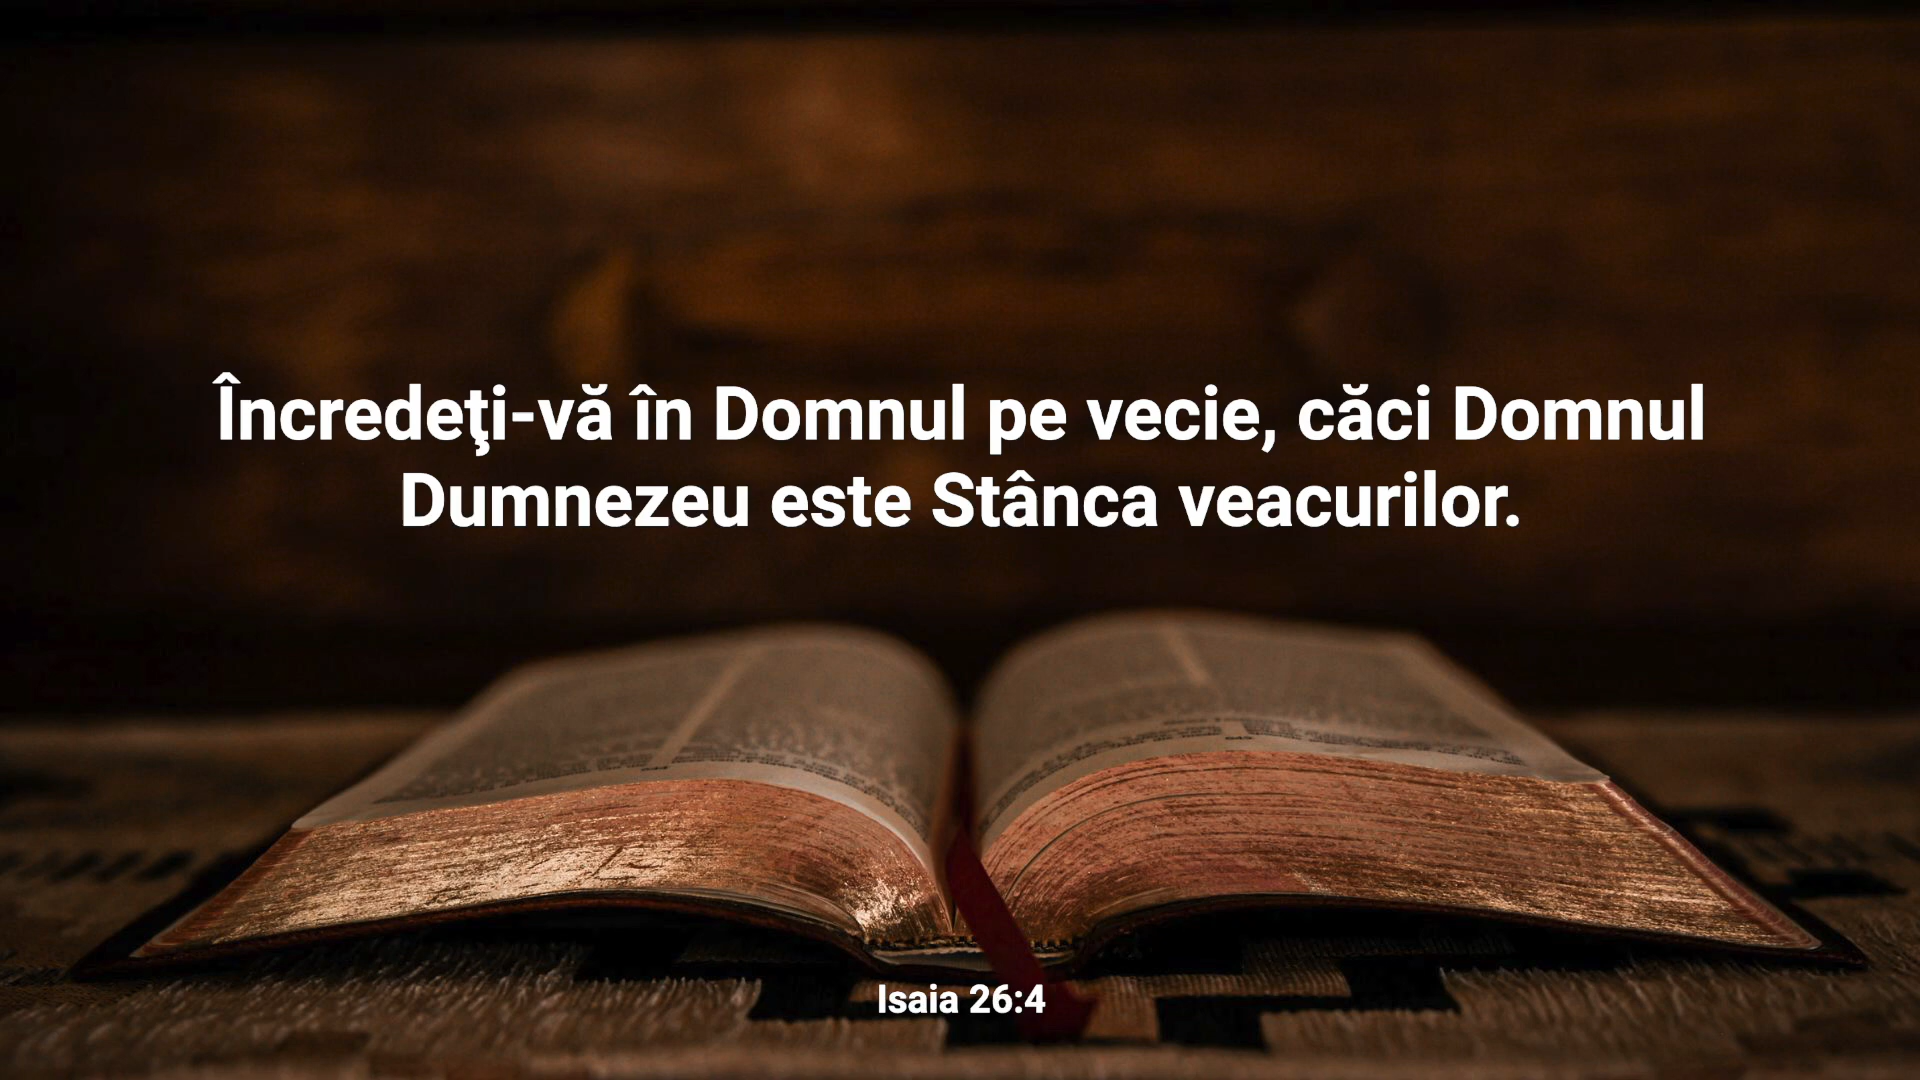 Încredeţi-vă în Domnul pe vecie, căci Domnul
Dumnezeu este Stânca veacurilor.
Isaia 26:4